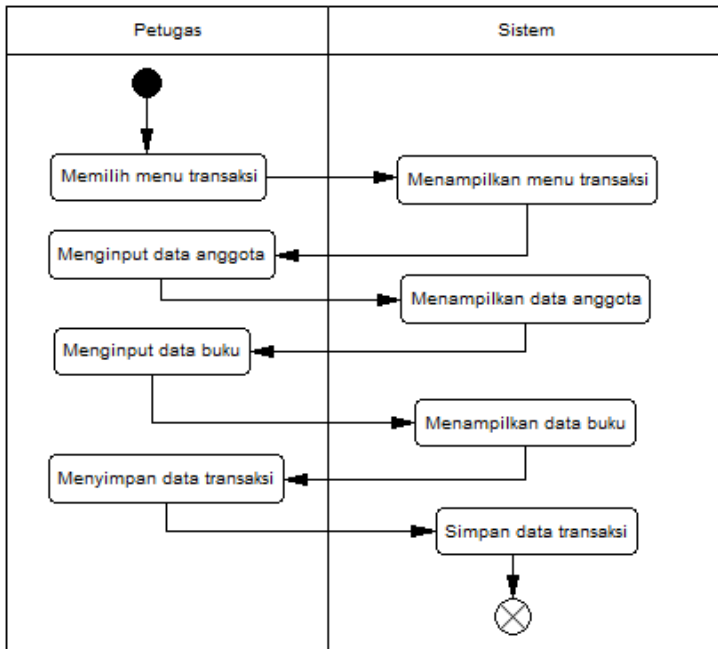 Petugas
Sistem
Memilih menu transaksi
Menampilkan menu transaksi
Menginput data anggota
Menampilkan data anggota
Menginput data buku
Menampilkan data buku
Menyimpan data transaksi
Simpan data transaksi